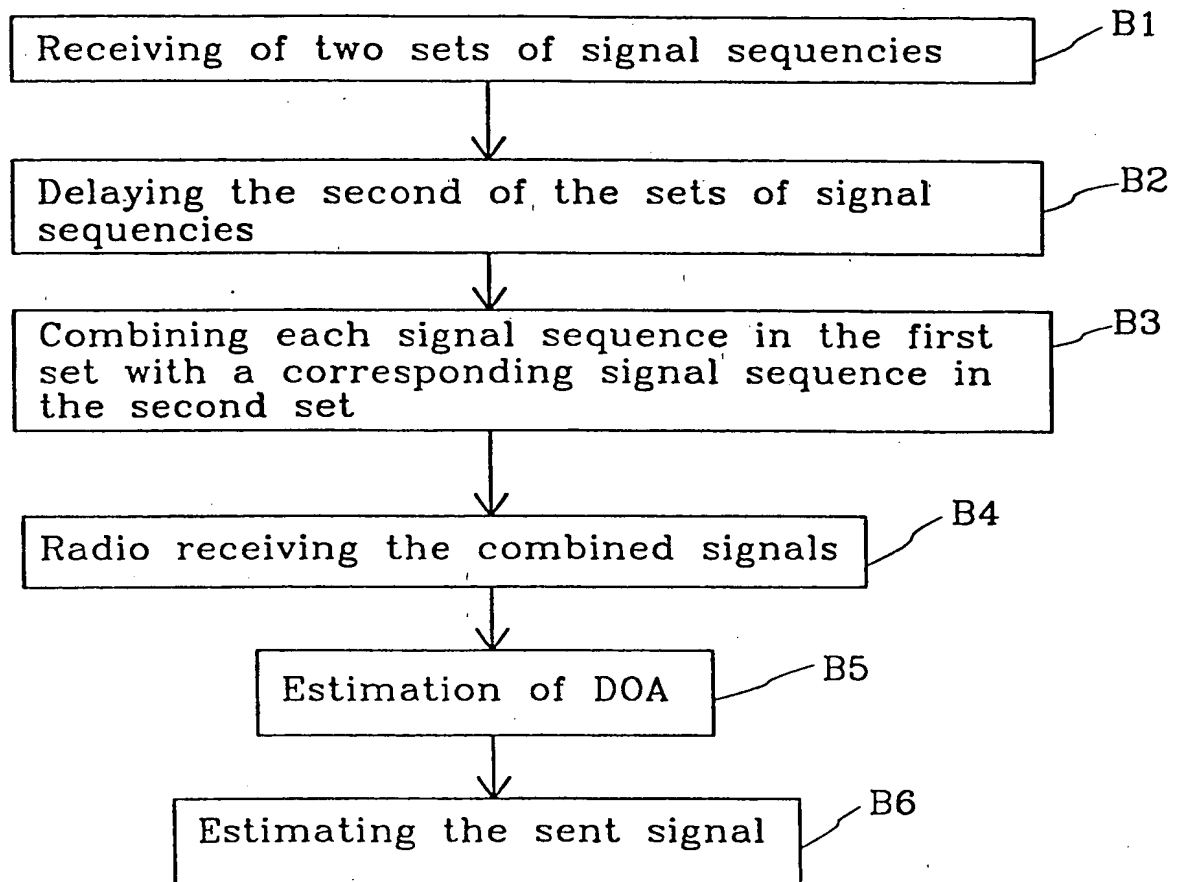 Receiving of two sets of signal sequencies
B1
Delaying the second of the sets of signal
sequencies
B2
Combining each signal sequence in the first
set with a corresponding signal sequence in
the second set
B3
Radio receiving the combined signals
B4
Estimation of DOA
B5
Estimating the sent signal
B6